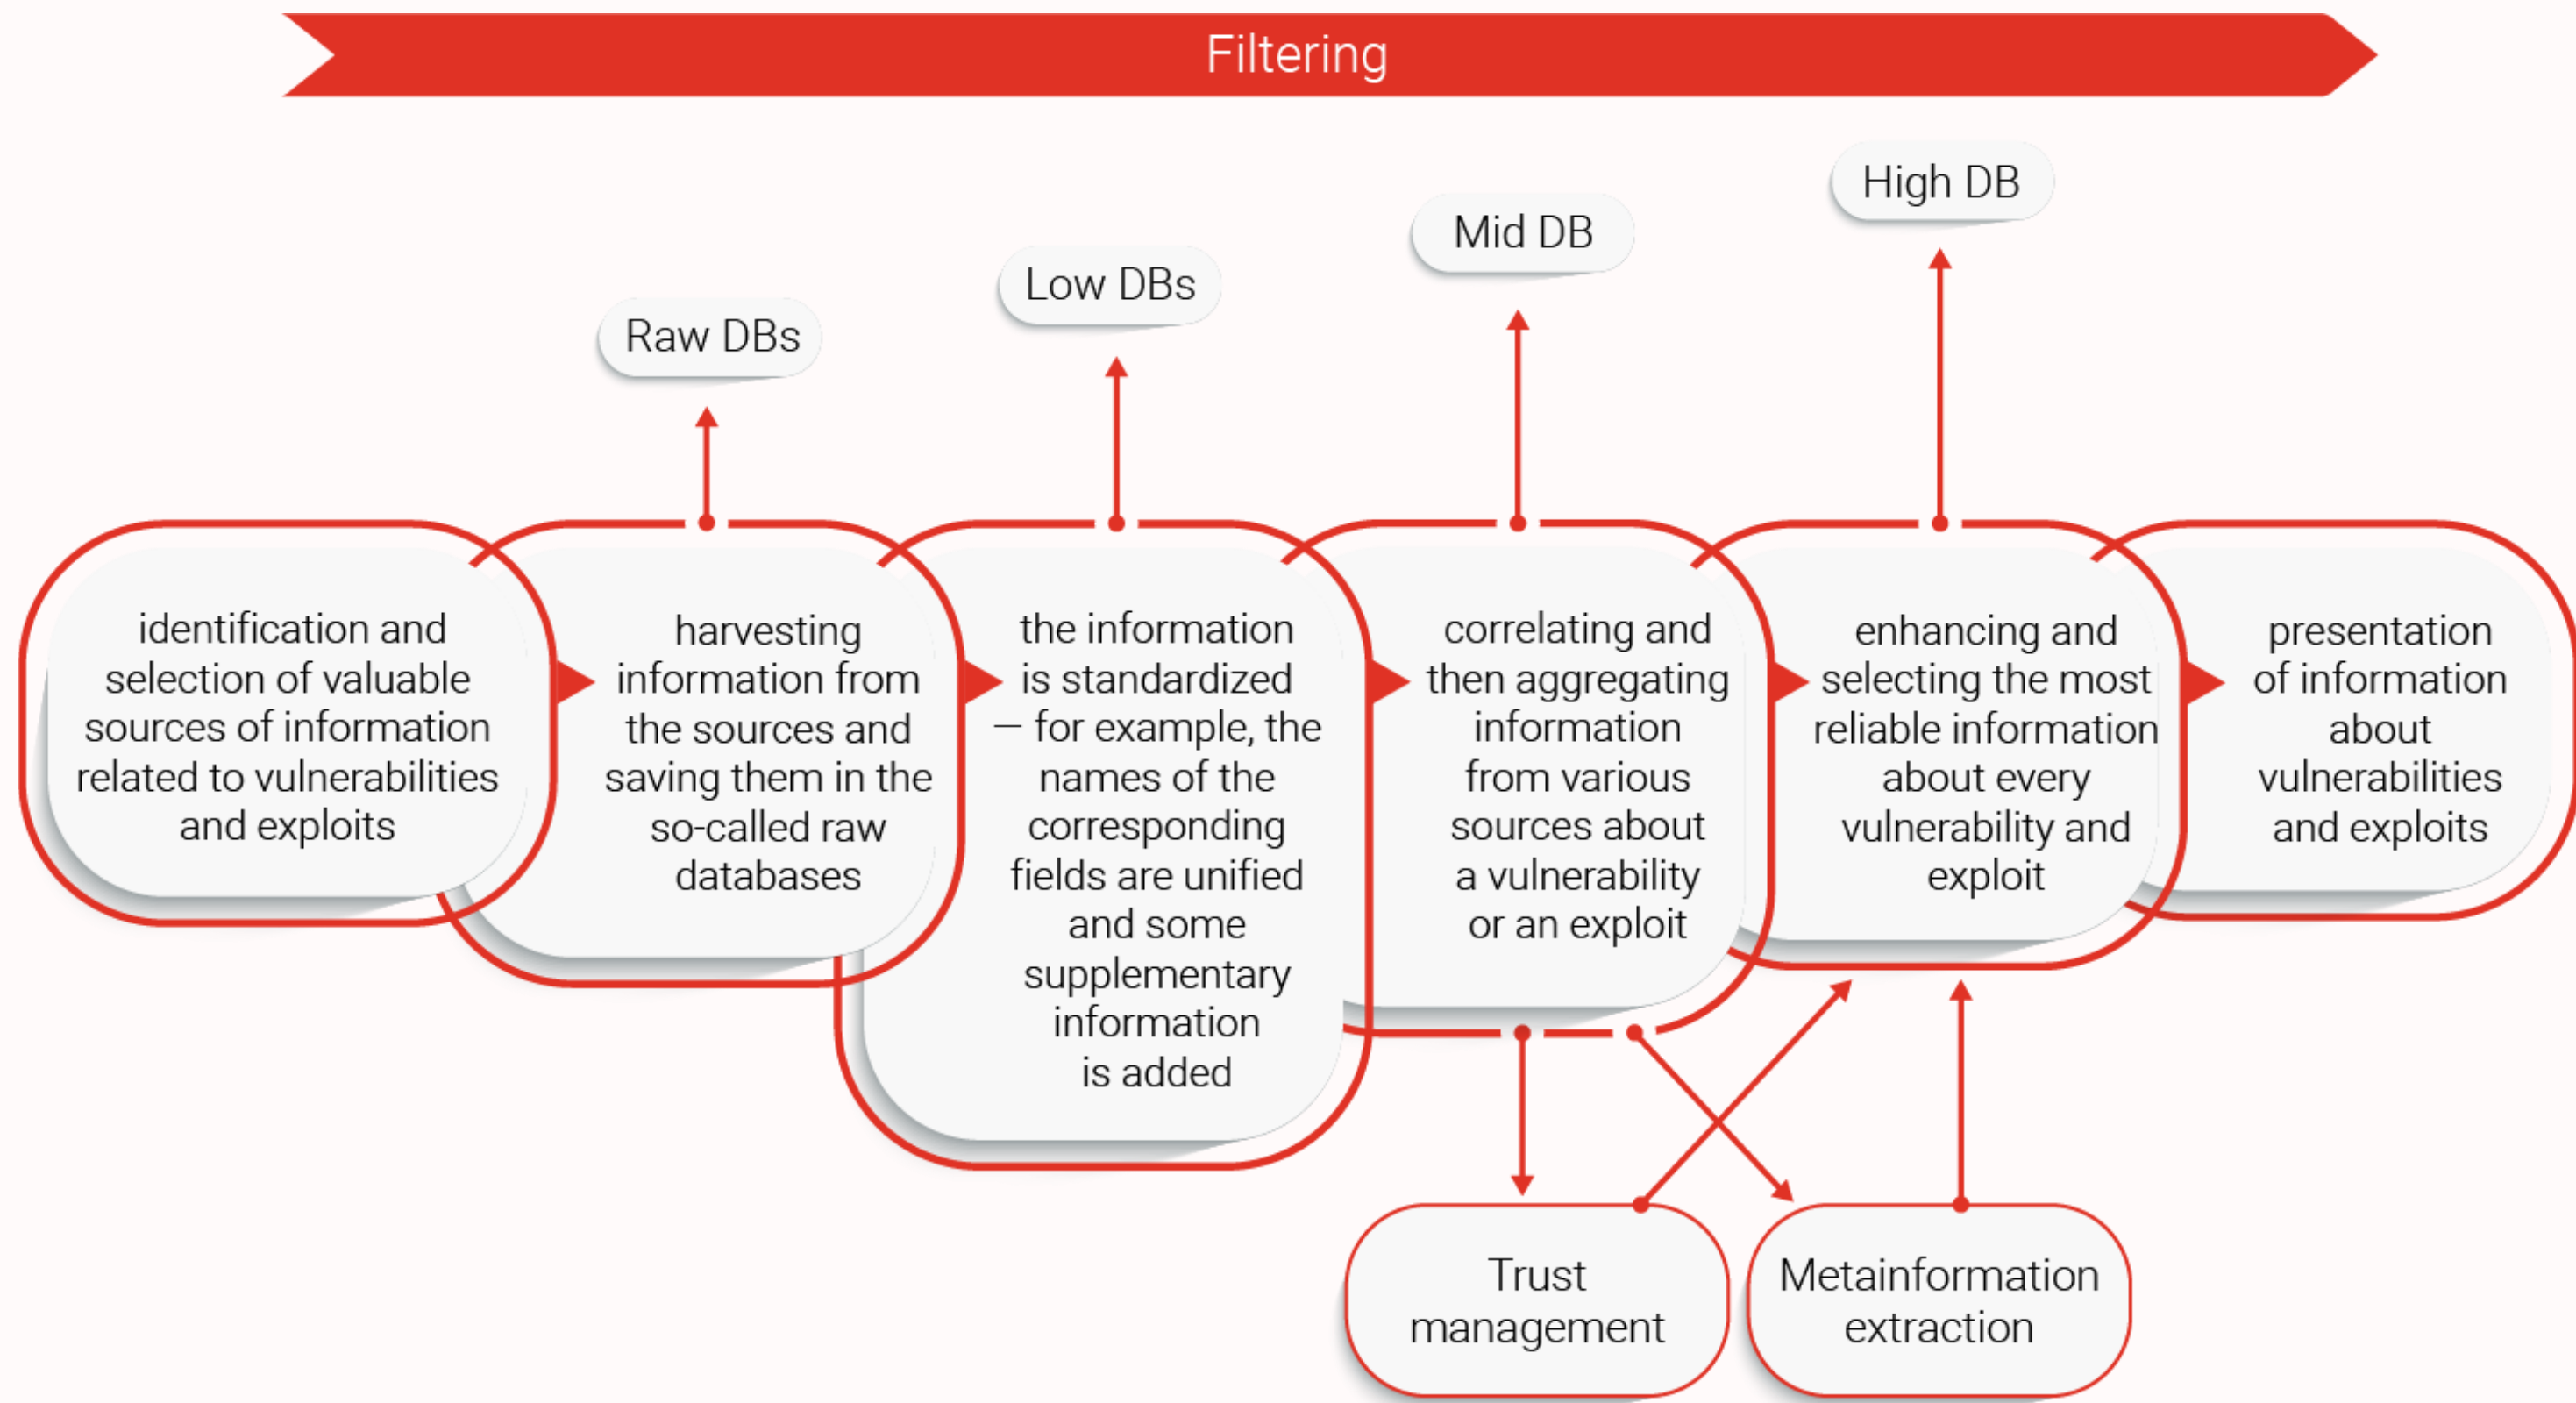 Filtering
High DB
Mid DB
Low DBs
Raw DBs
identification and
selection of valuable
sources of information
related to vulnerabilities
and exploits
harvesting
information from
the sources and
saving them in the
so-called raw
databases
the information
is standardized
— for example, the
names of the
corresponding
fields are unified
and some
supplementary
information
is added
correlating and
then aggregating
information
from various
sources about
a vulnerability
or an exploit
enhancing and
selecting the most
reliable information
about every
vulnerability and
exploit
presentation
of information
about
vulnerabilities
and exploits
Trust
management
Metainformation
extraction